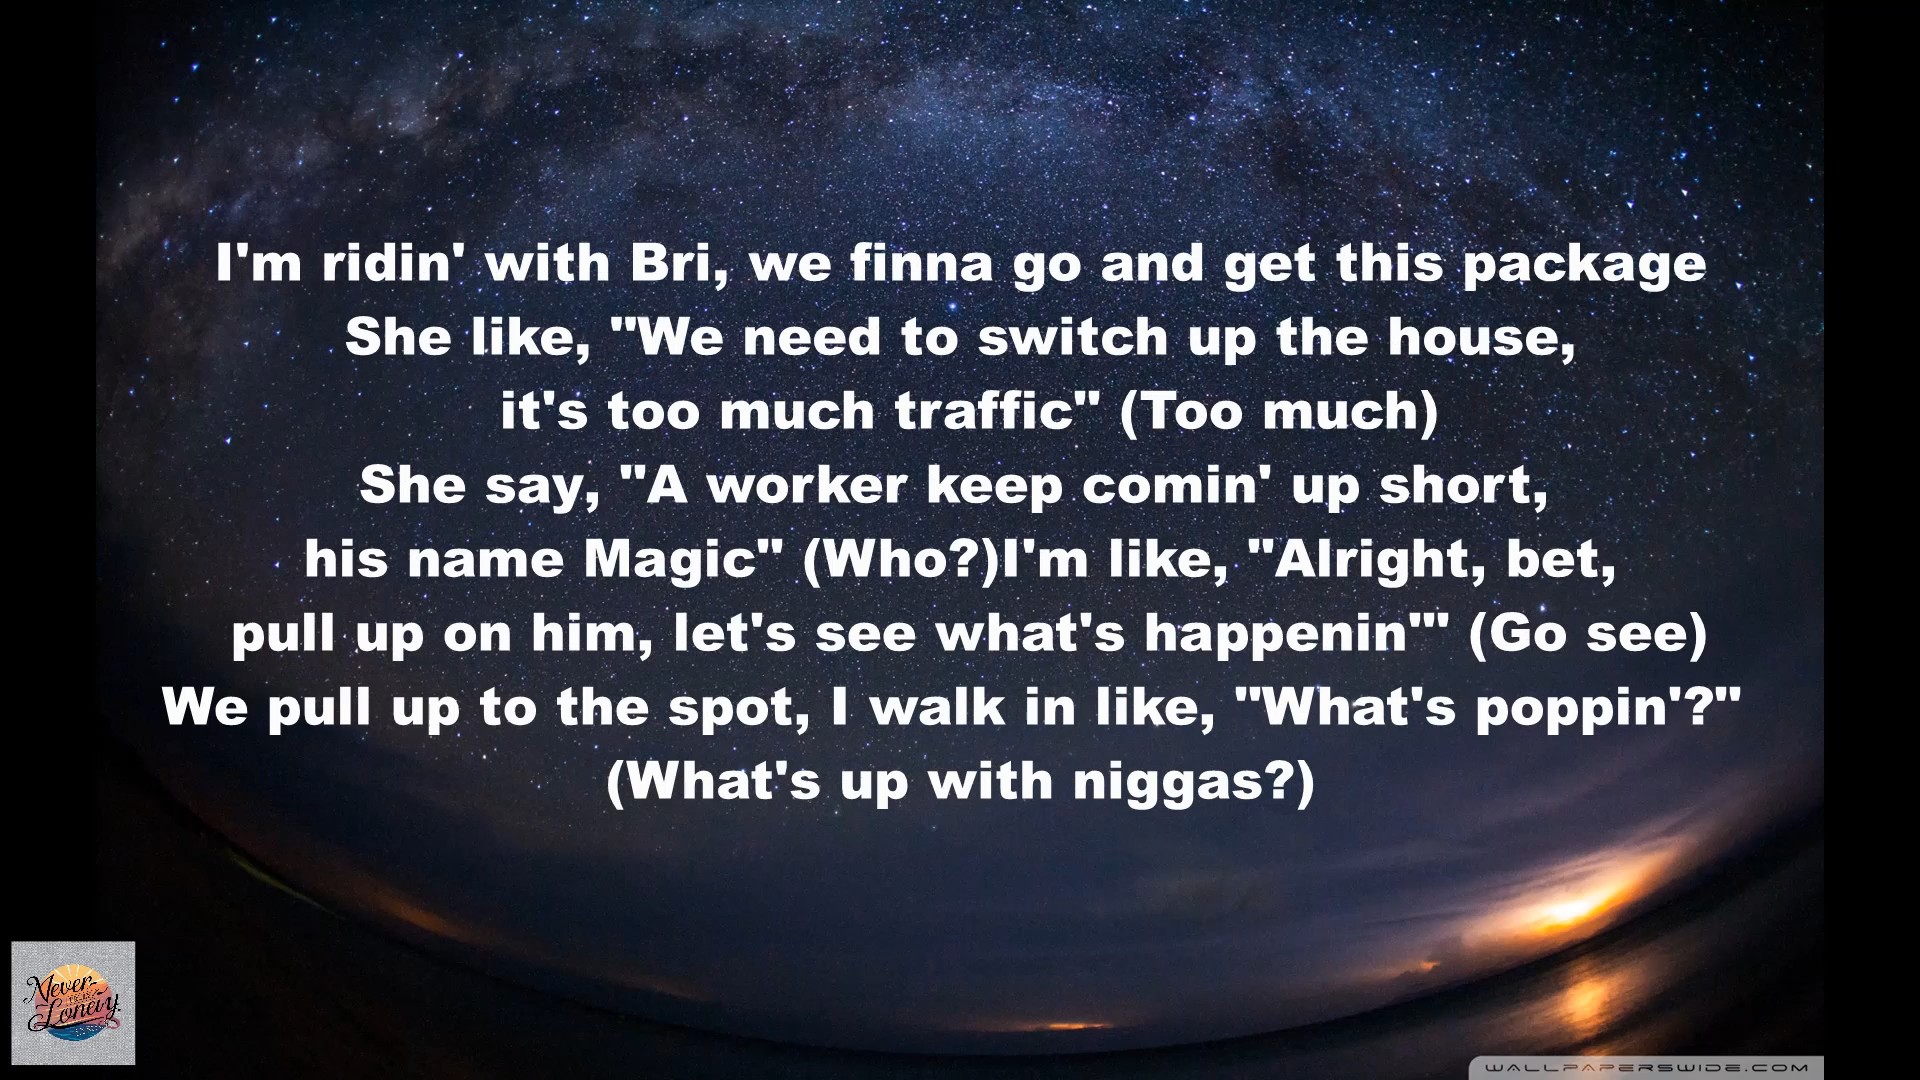 I'm ridin' with Bri, we finna go and get this package
She like, "We need to switch up the house,
it's too much traffic" (Too much)
She say, "A worker keep comin' up short,
his name Magic" (Who?)I'm like, "Alright, bet,
pull up on him, let's see what's happenin'" (Go see)
We pull up to the spot, I walk in like, "What's poppin'?"
(What's up with niggas?)
Never
Lonely
WALLPAPERSWIDE.COM